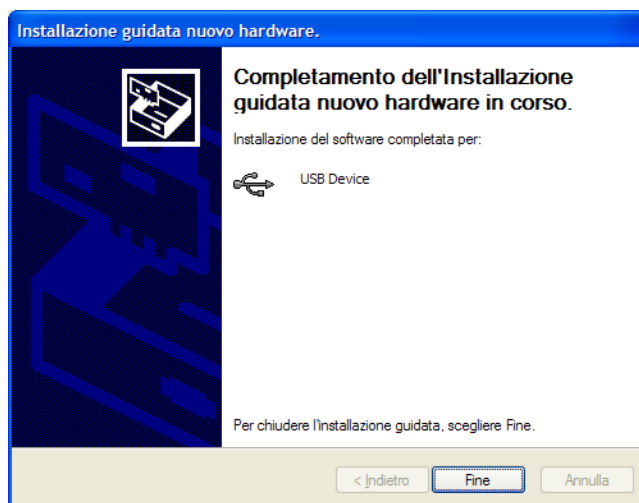 Installazione guidata nuovo hardware.
Completamento dell'Installazione
guidata nuovo hardware in corso.
Installazione del software completata per:
USB Device
Per chiudere l'installazione guidata, scegliere Fine.
< Indietro
Fine
Annulla